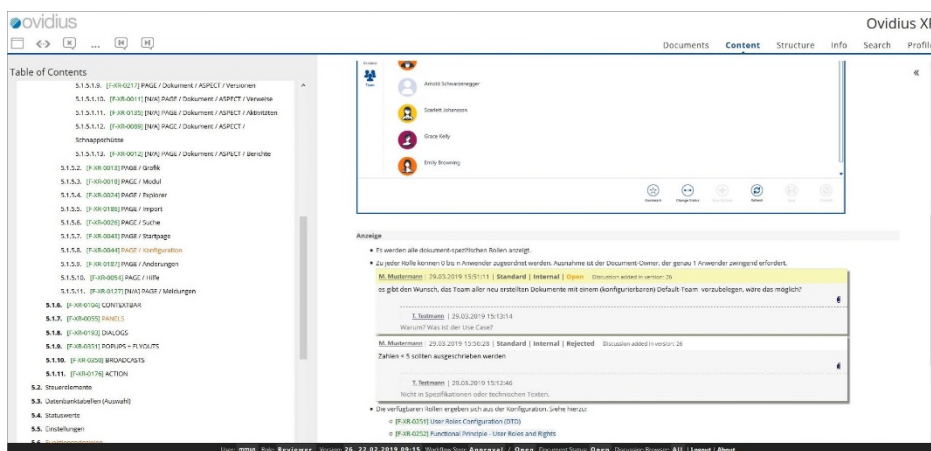 ovidius
Ovidius XR
Documents Content Structure Info Search Profile
Table of Contents
5.1.5.1.9. [F-XR-0217] PAGE / Dokument / ASPECT / Versionen
5.1.5.1.10. [F-XR-0011] [N/A] PAGE / Dokument / ASPECT / Verweise
5.1.5.1.11. [F-XR-0135] [N/A] PAGE / Dokument / ASPECT / Aktivitäten
5.1.5.1.12. [F-XR-0089] [N/A] PAGE / Dokument / ASPECT /
Schnappschüsse
5.1.5.1.13. [F-XR-0012] [N/A] PAGE / Dokument / ASPECT / Berichte
5.1.5.2. [F-XR-0013] PAGE / Grafik
5.1.5.3. [F-XR-0018] PAGE / Modul
5.1.5.4. [F-XR-0024] PAGE / Explorer
5.1.5.5. [F-XR-0186] PAGE / Import
5.1.5.6. [F-XR-0026] PAGE / Suche
5.1.5.7. [F-XR-0043] PAGE / Startpage
5.1.5.8. [F-XR-0044] PAGE / Konfiguration
5.1.5.9. [F-XR-0187] PAGE / Änderungen
5.1.5.10. [F-XR-0054] PAGE / Hilfe
5.1.5.11. [F-XR-0127] [N/A] PAGE / Meldungen
5.1.6. [F-XR-0104] CONTEXTBAR
5.1.7. [F-XR-0055] PANELS
5.1.8. [F-XR-0193] DIALOGS
5.1.9. [F-XR-0351] POPUPS + FLYOUTS
5.1.10. [F-XR-0358] BROADCASTS
5.1.11. [F-XR-0176] ACTION
5.2. Steuerelemente
5.3. Datenbanktabellen (Auswahl)
5.4. Statuswerte
5.5. Einstellungen
Team
Arnold Schwarzenegger
Scarlett Johansson
Grace Kelly
Emily Browning
Change Status
Refresh
Anzeige
Es werden alle dokument-spezifischen Rollen anzeigt.
Zu jeder Rolle können 0 bis n Anwender zugeordnet werden. Ausnahme ist der Document-Owner, der genau 1 Anwender zwingend erfordert.
M. Mustermann | 29.03.2019 15:51:11 | Standard | Internal | Open Discussion added in version: 26
es gibt den Wunsch, das Team aller neu erstellten Dokumente mit einem (konfigurierbaren) Default-Team vorzubelegen, wäre das möglich?
T. Testmann | 29.03.2019 15:13:14
Warum? Was ist der Use Case?
M. Mustermann | 29.03.2019 15:56:28 | Standard | Internal | Rejected Discussion added in version: 26
Zahlen < 5 sollten ausgeschrieben werden
T. Testmann | 29.03.2019 15:12:46
Nicht in Spezifikationen oder technischen Texten.
Die verfügbaren Rollen ergeben sich aus der Konfiguration. Siehe hierzu:
[F-XR-0251] User Roles Configuration (DTD)
[F-XR-0252] Functional Principle - User Roles and Rights
User: mmus Role: Reviewer Version: 26, 22.02.2019 09:15 Workflow State: Approval / Open Document Status: Open Discussion Browser: ALL | Logout | About